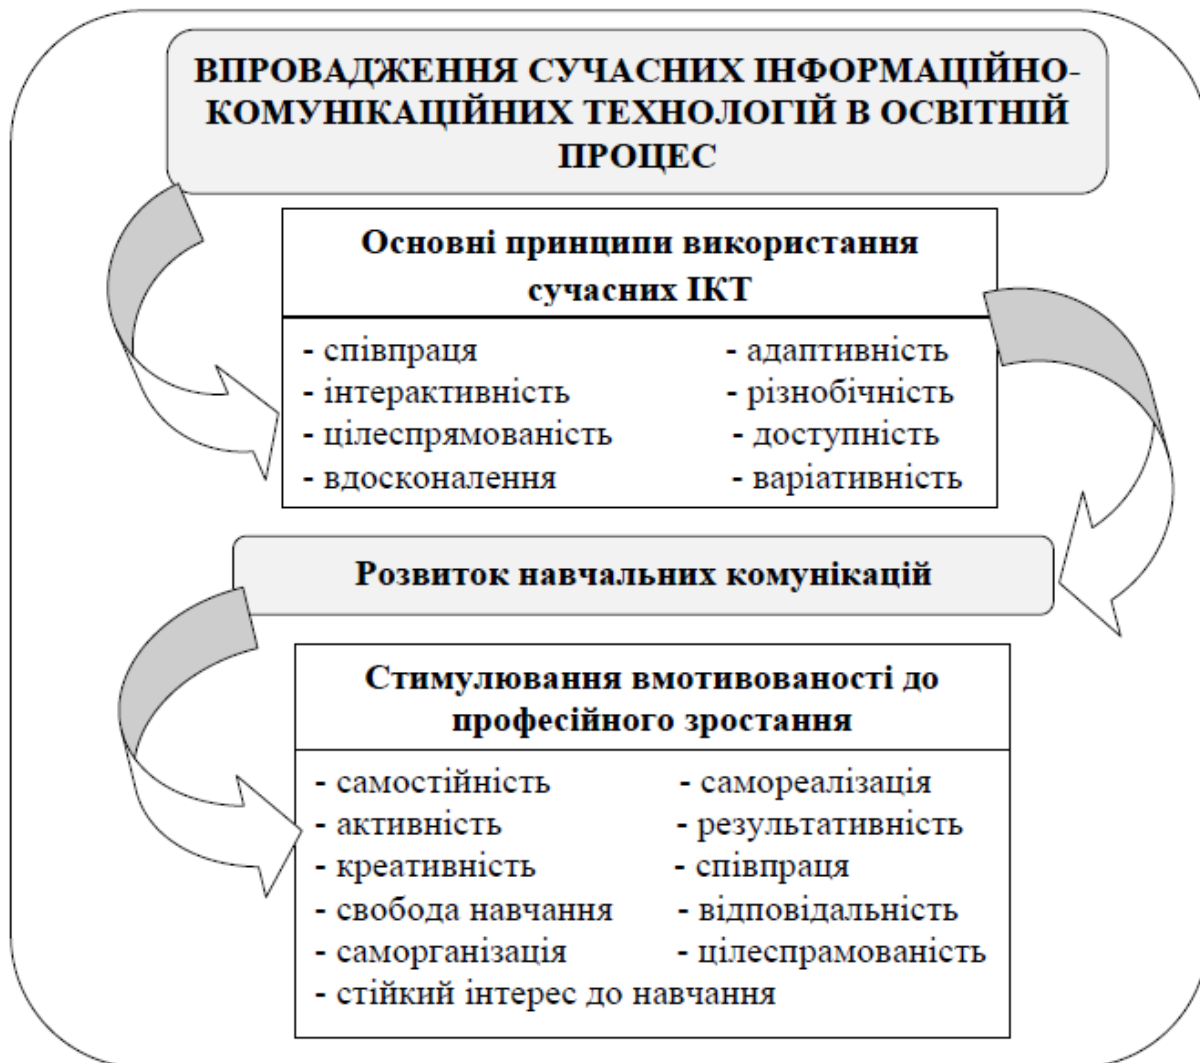 ВПРОВАДЖЕННЯ СУЧАСНИХ ІНФОРМАЦІЙНО-
КОМУНІКАЦІЙНИХ ТЕХНОЛОГІЙ В ОСВІТНІЙ
ПРОЦЕС
Основні принципи використання
сучасних ІКТ
- співпраця - адаптивність
- інтерактивність - різнобічність
- цілеспрямованість - доступність
- вдосконалення - варіативність
Розвиток навчальних комунікацій
Стимулювання вмотивованості до
професійного зростання
- самостійність - самореалізація
- активність - результативність
- креативність - співпраця
- свобода навчання - відповідальність
- саморганізація - цілеспрамованість
- стійкий інтерес до навчання